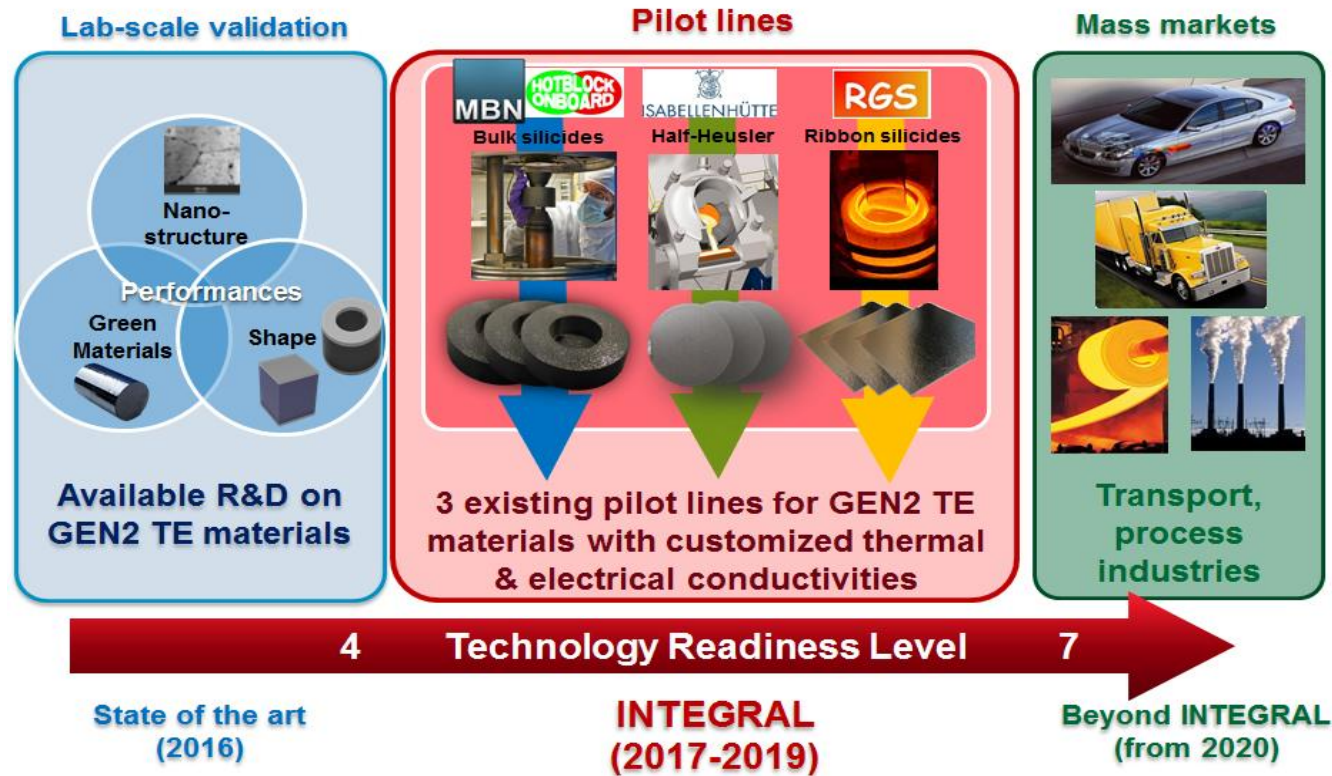 Lab-scale validation
Nano-
structure
Performances
Green
Materials
Shape
Available R&D on
GEN2 TE materials
Pilot lines
MBN
HOTBLOCK
ONBOARD
Bulk silicides
ISABELLENHÜTTE
Half-Heusler
RGS
Ribbon silicides
3 existing pilot lines for GEN2 TE
materials with customized thermal
& electrical conductivities
Mass markets
Transport,
process
industries
4 Technology Readiness Level 7
State of the art
(2016)
INTEGRAL
(2017-2019)
Beyond INTEGRAL
(from 2020)